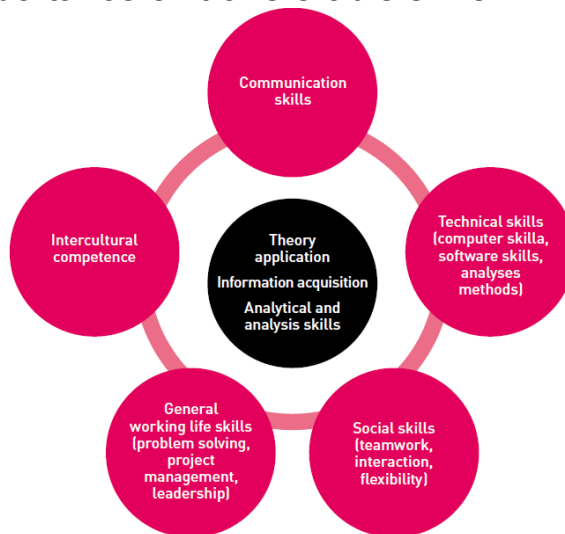 Communication
skills
Technical skills
(computer skilla,
software skills,
analyses
methods)
Intercultural
competence
Theory
application
Information acquisition
Analytical and
analysis skills
General
working life skills
(problem solving,
project
management,
leadership)
Social skills
(teamwork,
interaction,
flexibility)